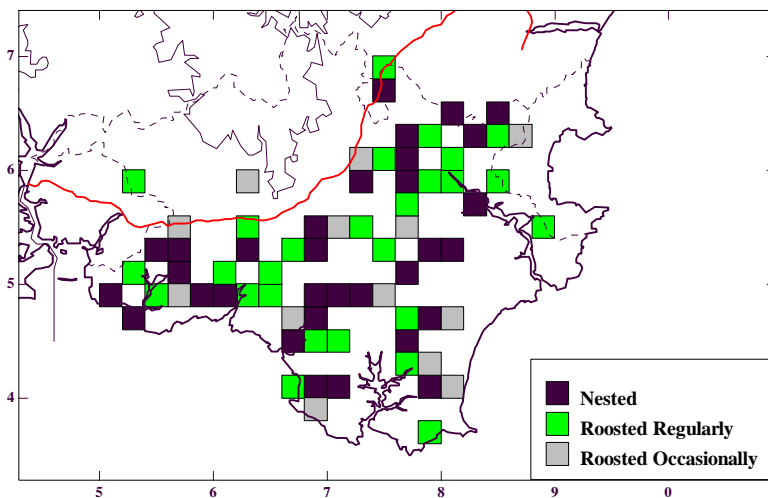 7
6
5
4
Nested
Roosted Regularly
Roosted Occasionally
5 6 7 8 9 0